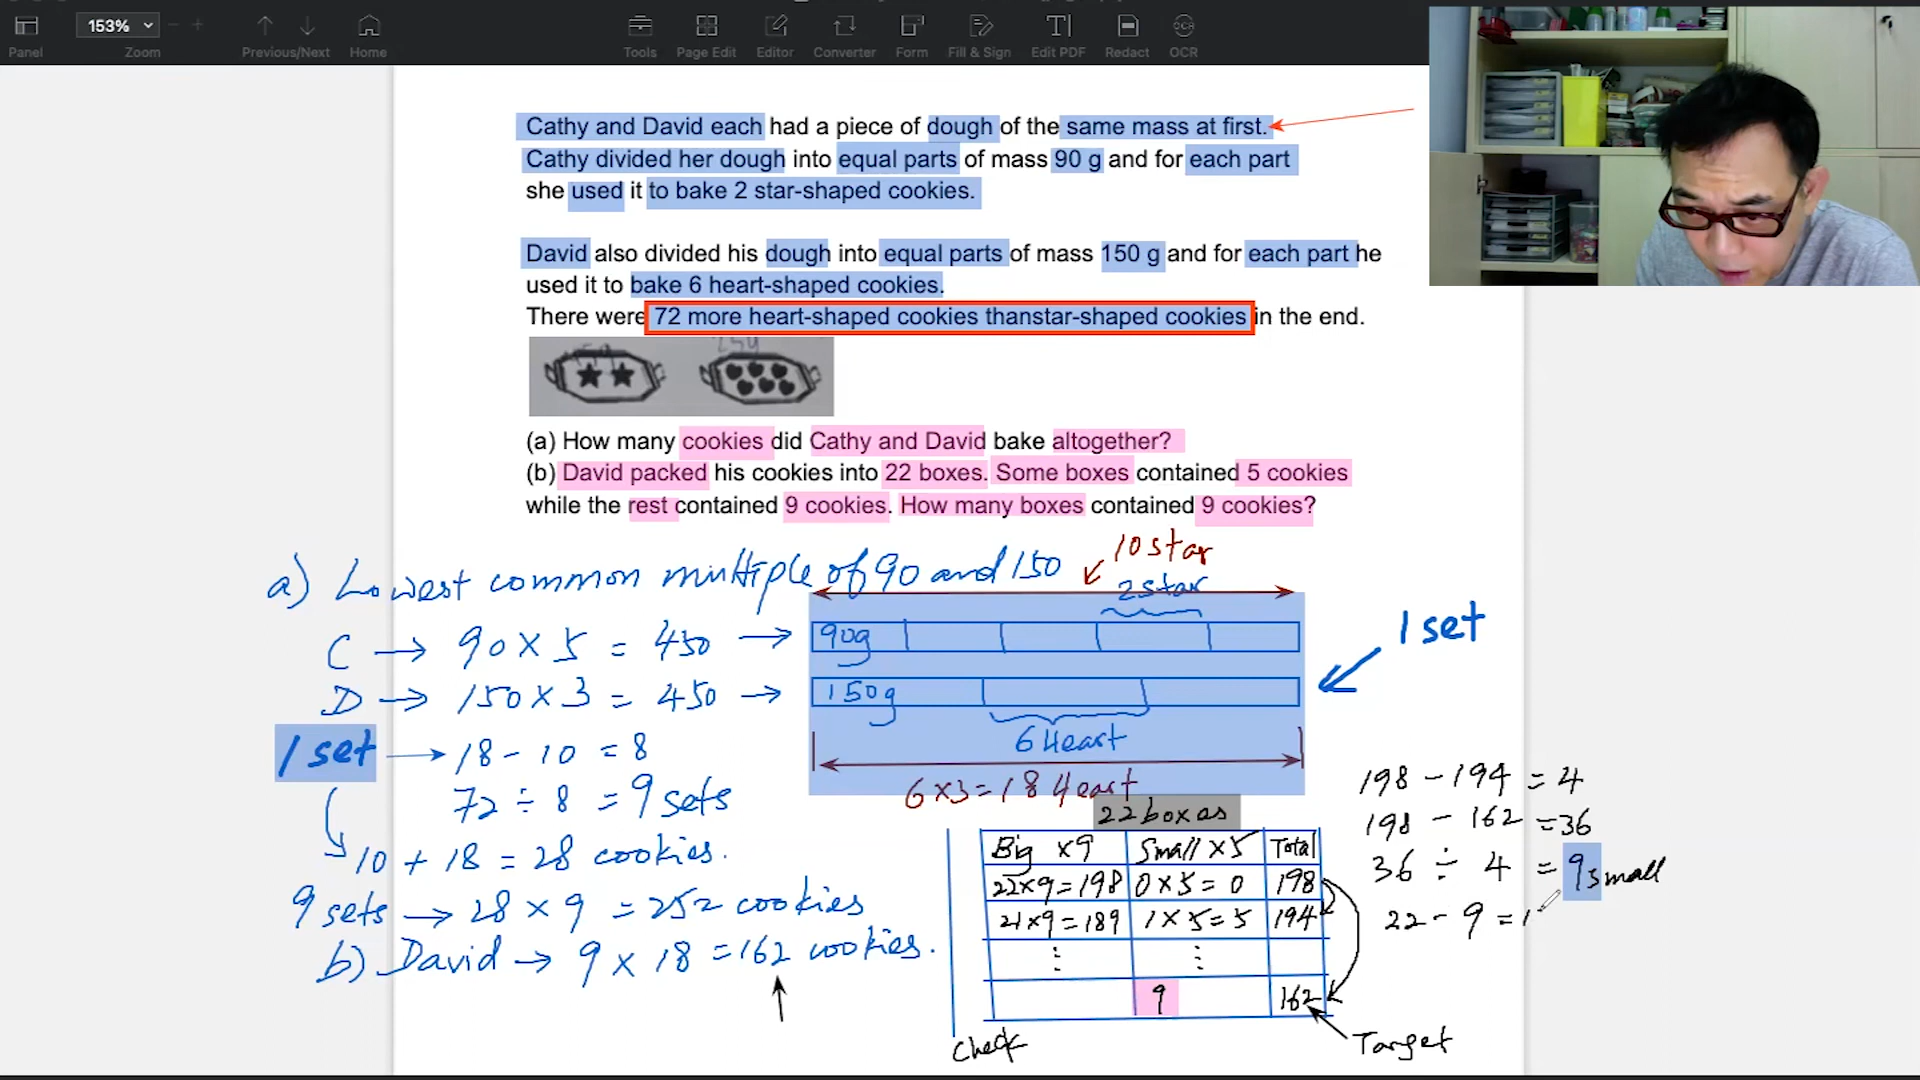 153%
Panel Zoom Previous/Next Home Tools Page Edit Editor Converter Form Fill & Sign Edit PDF Redact OCR
Cathy and David each had a piece of dough of the same mass at first.
Cathy divided her dough into equal parts of mass 90 g and for each part
she used it to bake 2 star-shaped cookies.
David also divided his dough into equal parts of mass 150 g and for each part he
used it to bake 6 heart-shaped cookies.
There were 72 more heart-shaped cookies thanstar-shaped cookies in the end.
(a) How many cookies did Cathy and David bake altogether?
(b) David packed his cookies into 22 boxes. Some boxes contained 5 cookies
while the rest contained 9 cookies. How many boxes contained 9 cookies?
a) Lowest common multiple of 90 and 150
C → 90 × 5 = 450 →
D → 150 × 3 = 450 →
1 set → 18 - 10 = 8
72 ÷ 8 = 9 sets
10 + 18 = 28 cookies.
9 sets → 28 × 9 = 252 cookies
b) David → 9 × 18 = 162 cookies.
10 star
2 star
90g
150g
6 Heart
6×3=18 Heart
1 set
22 boxes
Big ×9 Small ×5 Total
22×9=198 0×5=0 198
21×9=189 1×5=5 194
⋮ ⋮
9 162
Check
Target
198 - 194 = 4
198 - 162 = 36
36 ÷ 4 = 9 small
22 - 9 = 1